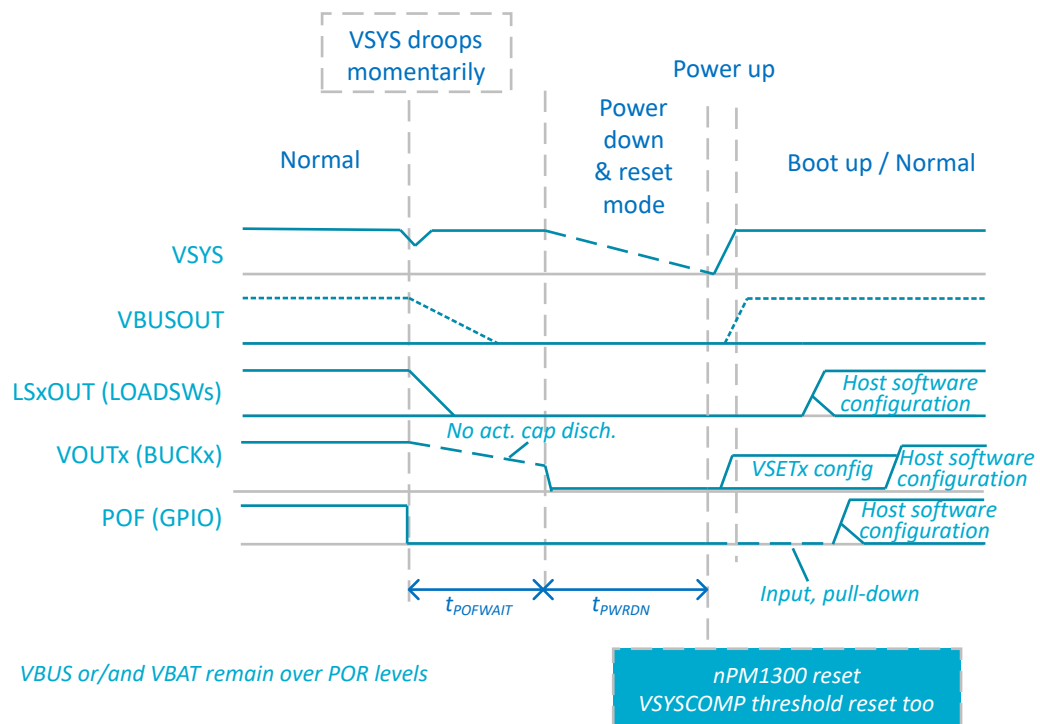 VSYS droops
momentarily
Power up
Power
down
& reset
mode
Normal
Boot up / Normal
VSYS
VBUSOUT
LSxOUT (LOADSWs)
Host software
configuration
No act. cap disch.
VOUTx (BUCKx)
VSETx config
Host software
configuration
POF (GPIO)
Host software
configuration
tPOFWAIT
tPWRDN
Input, pull-down
VBUS or/and VBAT remain over POR levels
nPM1300 reset
VSYSCOMP threshold reset too